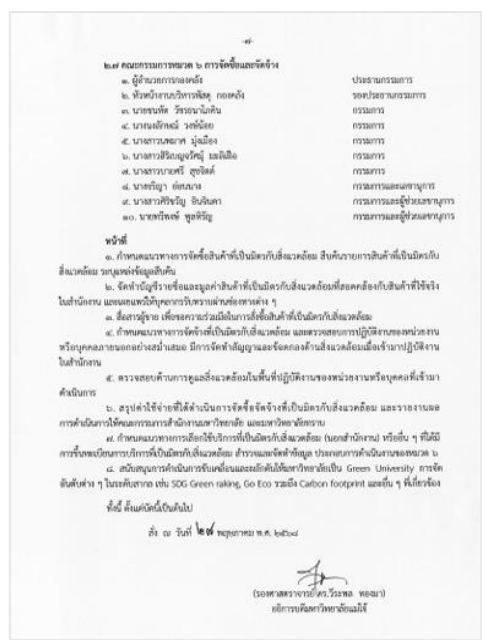 -๗-
๒.๗ คณะกรรมการหมวด ๖ การจัดซื้อและจัดจ้าง
๑. ผู้อำนวยการกองคลัง ประธานกรรมการ
๒. หัวหน้างานบริหารพัสดุ กองคลัง รองประธานกรรมการ
๓. นายชนทัต วัชรอนาโภคิน กรรมการ
๔. นางนงลักษณ์ วงษ์น้อย กรรมการ
๕. นางสาวนพมาศ มุ่งเมือง กรรมการ
๖. นางสาว กรรมการ
๗. นางสาวบายศรี สุขจิตต์ กรรมการ
๘. นางขวัญา อ่อนนาง กรรมการและเลขานุการ
๙. นางสาวศิริขวัญ อินจินดา กรรมการและผู้ช่วยเลขานุการ
๑๐. นายทวีพงษ์ พูลหิรัญ กรรมการและผู้ช่วยเลขานุการ
หน้าที่
๑. กำหนดแนวทางการจัดซื้อสินค้าที่เป็นมิตรกับสิ่งแวดล้อม สืบค้นรายการสินค้าที่เป็นมิตรกับ
สิ่งแวดล้อม ระบุแหล่งข้อมูลสืบค้น
๒. จัดทำบัญชีรายชื่อและมูลค่าสินค้าที่เป็นมิตรกับสิ่งแวดล้อมที่สอดคล้องกับสินค้าที่ใช้จริง
ในสำนักงาน และเผยแพร่ให้บุคลากรรับทราบผ่านช่องทางต่าง ๆ
๓. สื่อสารผู้ขาย เพื่อขอความร่วมมือในการสั่งซื้อสินค้าที่เป็นมิตรกับสิ่งแวดล้อม
๔. กำหนดแนวทางการจัดจ้างที่เป็นมิตรกับสิ่งแวดล้อม และตรวจสอบการปฏิบัติงานของหน่วยงาน
หรือบุคคลภายนอกอย่างสม่ำเสมอ มีการจัดทำสัญญาและข้อตกลงด้านสิ่งแวดล้อมเมื่อเข้ามาปฏิบัติงาน
ในสำนักงาน
๕. ตรวจสอบด้านการดูแลสิ่งแวดล้อมในพื้นที่ปฏิบัติงานของหน่วยงานหรือบุคคลที่เข้ามา
ดำเนินการ
๖. สรุปค่าใช้จ่ายที่ได้ดำเนินการจัดซื้อจัดจ้างที่เป็นมิตรกับสิ่งแวดล้อม และรายงานผล
การดำเนินการให้คณะกรรมการสำนักงานมหาวิทยาลัย และมหาวิทยาลัยทราบ
๗. กำหนดแนวทางการเลือกใช้บริการที่เป็นมิตรกับสิ่งแวดล้อม (นอกสำนักงาน) หรืออื่น ๆ ที่ได้มี
การขึ้นทะเบียนการบริการที่เป็นมิตรกับสิ่งแวดล้อม สำรวจและจัดทำข้อมูล ประกอบการดำเนินงานของหมวด ๖
๘. สนับสนุนการดำเนินการขับเคลื่อนและผลักดันให้มหาวิทยาลัยเป็น Green University การจัด
อันดับต่าง ๆ ในระดับสากล เช่น SDG Green raking, Go Eco รวมถึง Carbon footprint และอื่น ๆ ที่เกี่ยวข้อง
ทั้งนี้ ตั้งแต่บัดนี้เป็นต้นไป
สั่ง ณ วันที่ ๒๗ พฤษภาคม พ.ศ. ๒๕๖๘
(รองศาสตราจารย์ ดร.วีระพล ทองมา)
อธิการบดีมหาวิทยาลัยแม่โจ้